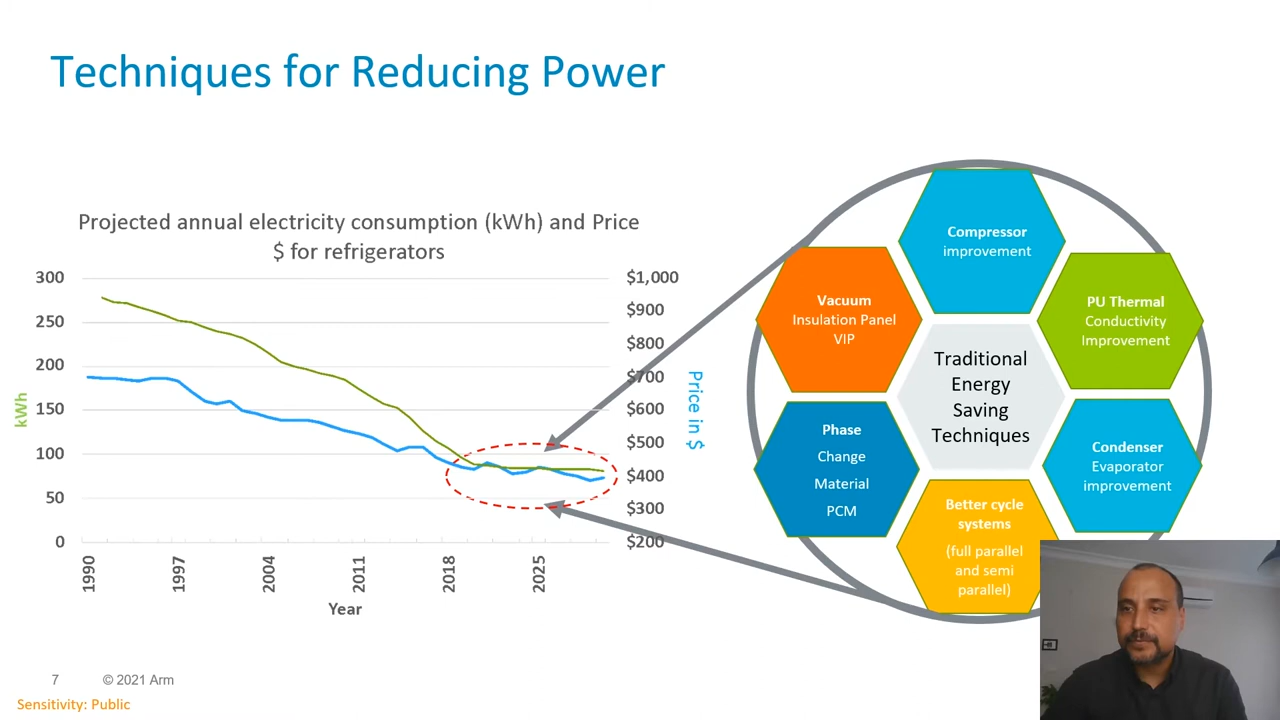 Techniques for Reducing Power
Projected annual electricity consumption (kWh) and Price
$ for refrigerators
300
250
200
150
100
50
0
kWh
$1,000
$900
$800
$700
$600
$500
$400
$300
$200
Price in $
1990
1997
2004
2011
2018
2025
Year
Compressor
improvement
Vacuum
Insulation Panel
VIP
PU Thermal
Conductivity
Improvement
Traditional
Energy
Saving
Techniques
Phase
Change
Material
PCM
Condenser
Evaporator
improvement
Better cycle
systems
(full parallel
and semi
parallel)
7
© 2021 Arm
Sensitivity: Public